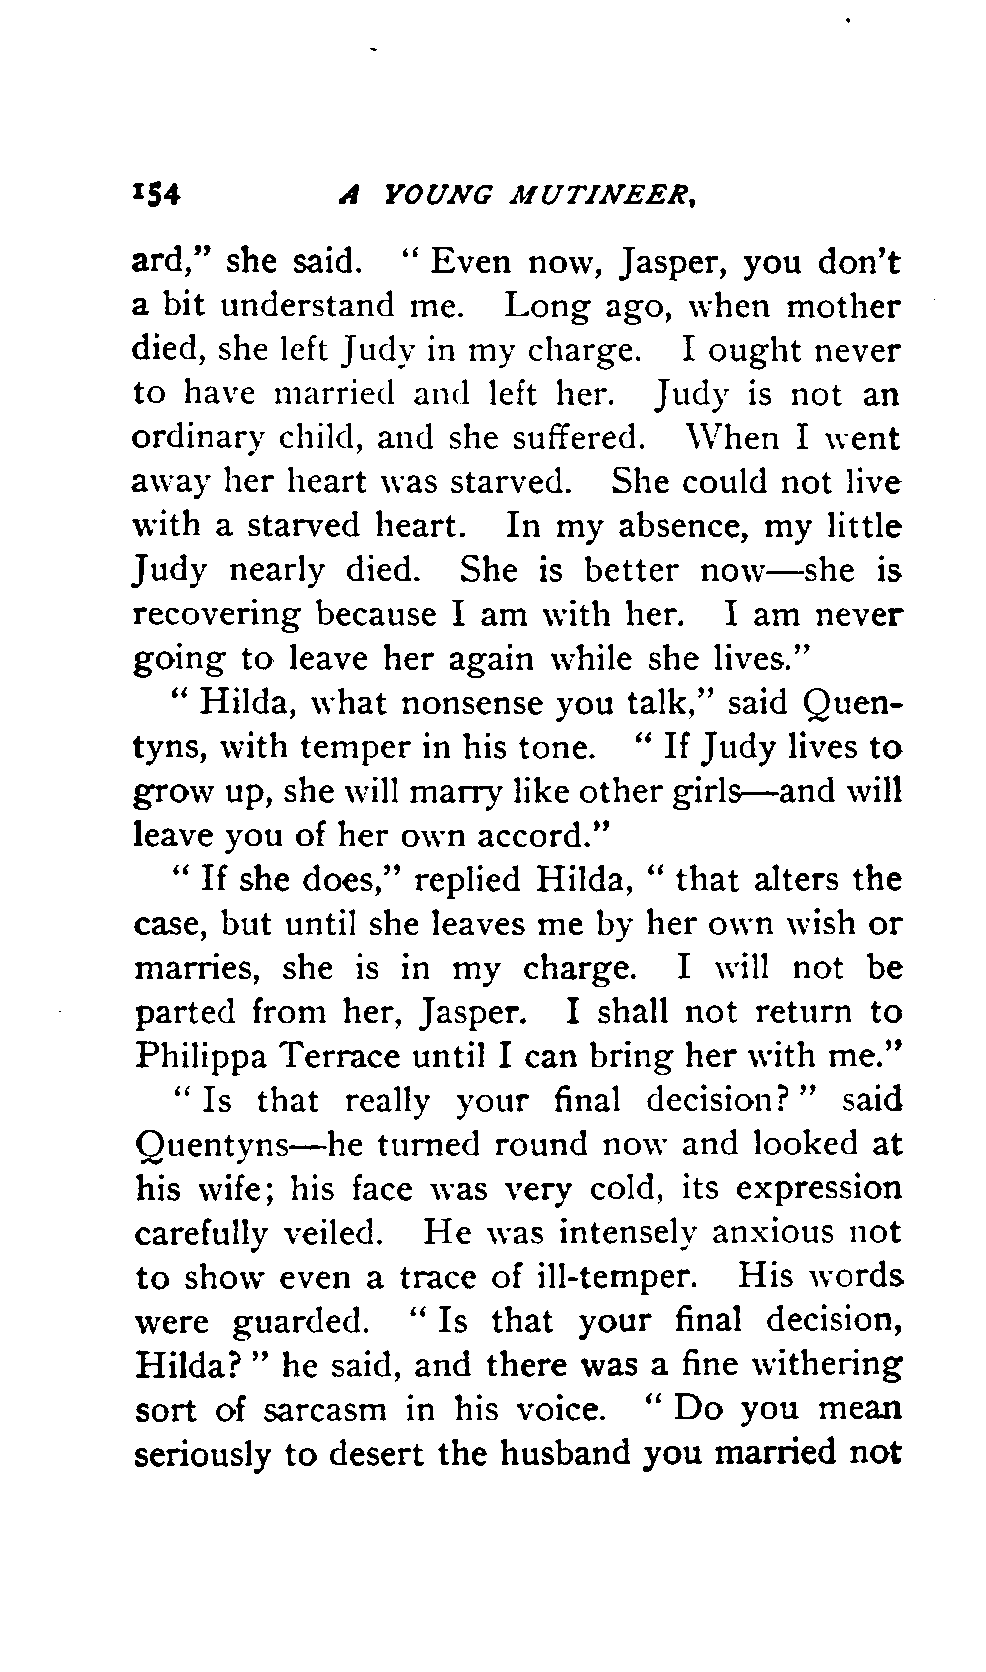 154 A YOUNG MUTINEER,
ard,” she said. “ Even now, Jasper, you don’t
a bit understand me. Long ago, when mother
died, she left Judy in my charge. I ought never
to have married and left her. Judy is not an
ordinary child, and she suffered. When I went
away her heart was starved. She could not live
with a starved heart. In my absence, my little
Judy nearly died. She is better now—she is
recovering because I am with her. I am never
going to leave her again while she lives.”
“ Hilda, what nonsense you talk,” said Quen-
tyns, with temper in his tone. “ If Judy lives to
grow up, she will marry like other girls—and will
leave you of her own accord.”
“ If she does,” replied Hilda, “ that alters the
case, but until she leaves me by her own wish or
marries, she is in my charge. I will not be
parted from her, Jasper. I shall not return to
Philippa Terrace until I can bring her with me.”
“ Is that really your final decision? ” said
Quentyns—he turned round now and looked at
his wife; his face was very cold, its expression
carefully veiled. He was intensely anxious not
to show even a trace of ill-temper. His words
were guarded. “ Is that your final decision,
Hilda? ” he said, and there was a fine withering
sort of sarcasm in his voice. “ Do you mean
seriously to desert the husband you married not